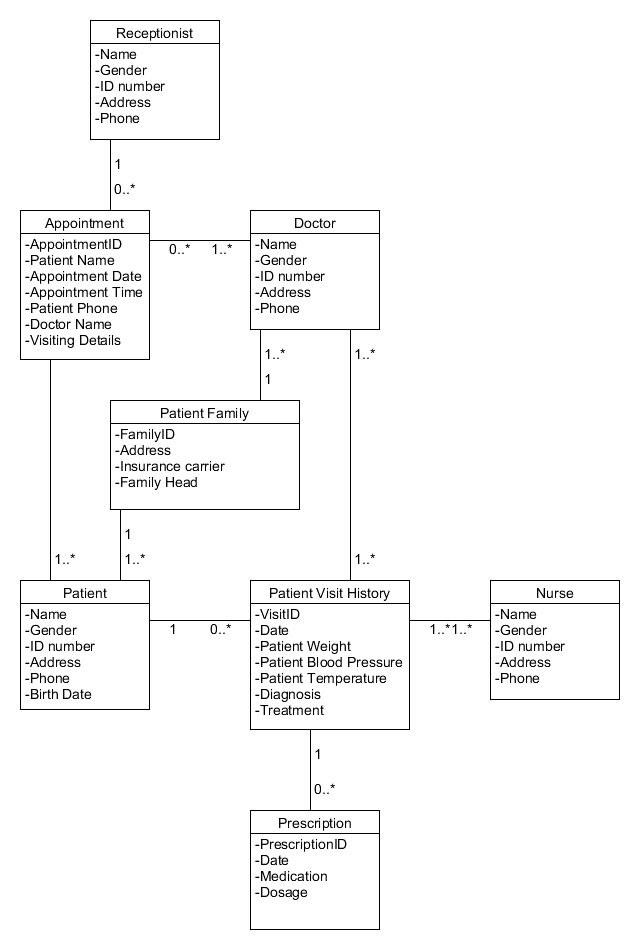 Receptionist
-Name
-Gender
-ID number
-Address
-Phone
1
0..*
Appointment
-AppointmentID
-Patient Name
-Appointment Date
-Appointment Time
-Patient Phone
-Doctor Name
-Visiting Details
0..* 1..*
Doctor
-Name
-Gender
-ID number
-Address
-Phone
1..* 1..*
1
Patient Family
-FamilyID
-Address
-Insurance carrier
-Family Head
1
1..* 1..* 1..*
Patient
-Name
-Gender
-ID number
-Address
-Phone
-Birth Date
1 0..*
Patient Visit History
-VisitID
-Date
-Patient Weight
-Patient Blood Pressure
-Patient Temperature
-Diagnosis
-Treatment
1..* 1..*
Nurse
-Name
-Gender
-ID number
-Address
-Phone
1
0..*
Prescription
-PrescriptionID
-Date
-Medication
-Dosage